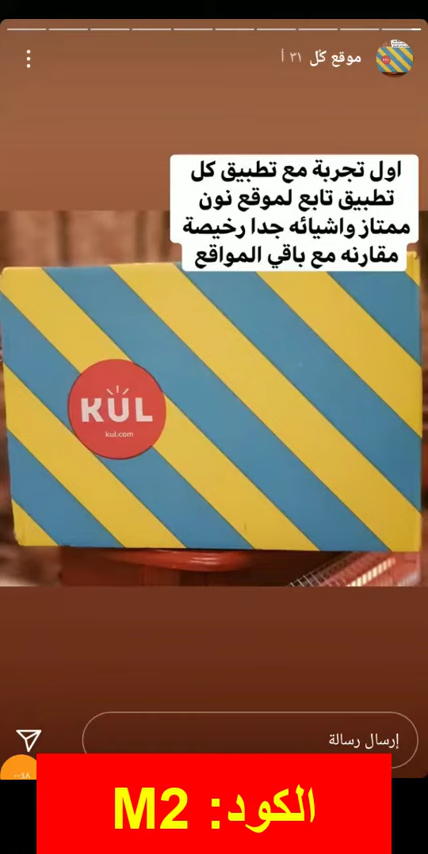 موقع كُل ٣١ أ
اول تجربة مع تطبيق كل
تطبيق تابع لموقع نون
ممتاز واشيائه جدا رخيصة
مقارنه مع باقي المواقع
KUL
kul.com
إرسال رسالة
الكود: M2